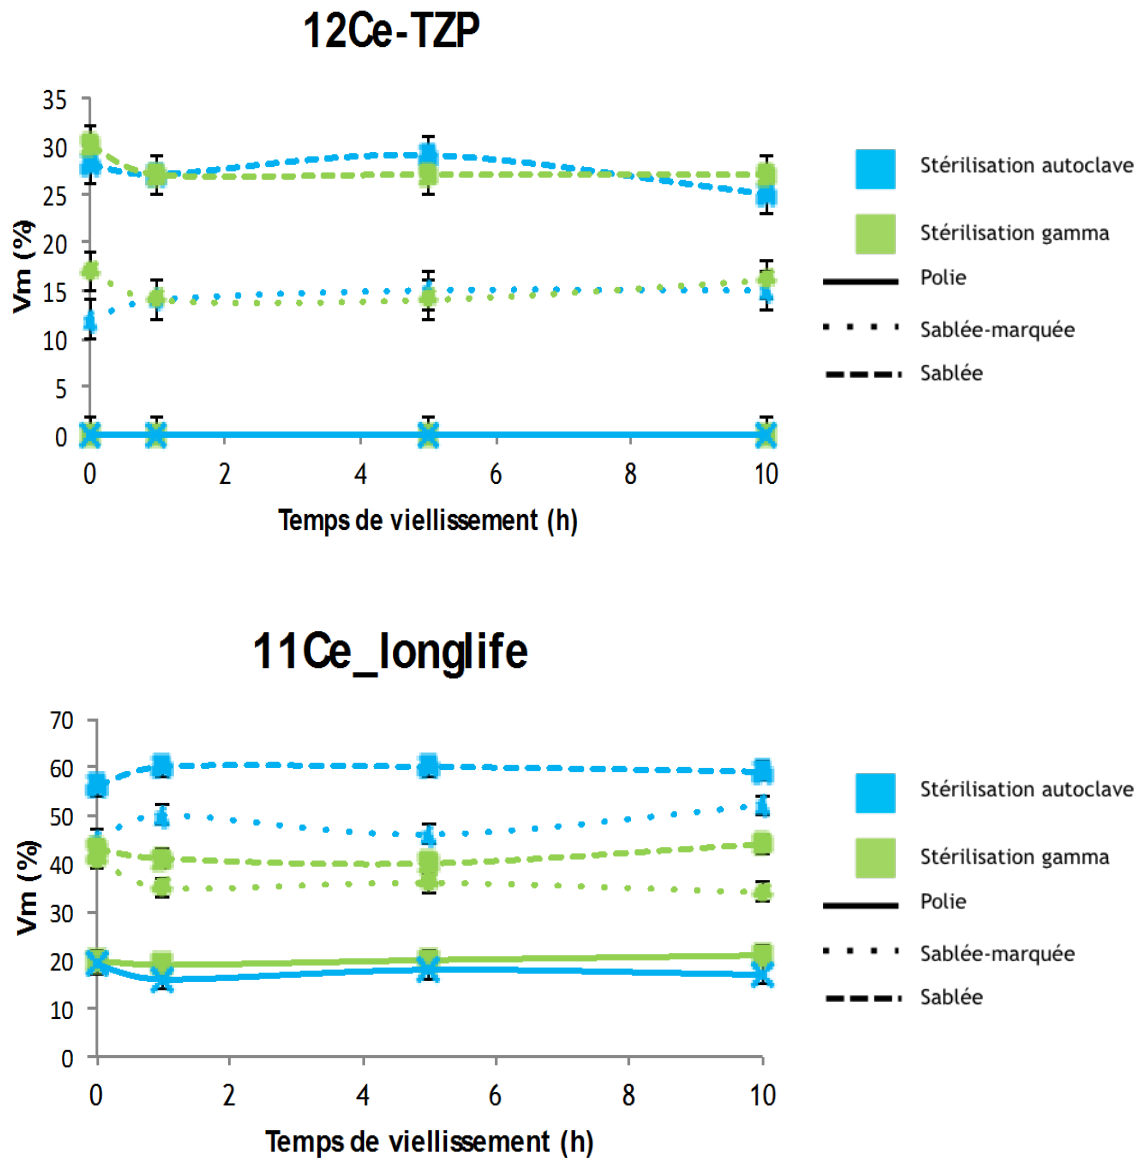 12Ce-TZP
35
30
25
20
15
10
5
0
Vm (%)
0 2 4 6 8 10
Temps de viellissement (h)
Stérilisation autoclave
Stérilisation gamma
Polie
Sablée-marquée
Sablée
11Ce_longlife
70
60
50
40
30
20
10
0
Vm (%)
0 2 4 6 8 10
Temps de viellissement (h)
Stérilisation autoclave
Stérilisation gamma
Polie
Sablée-marquée
Sablée